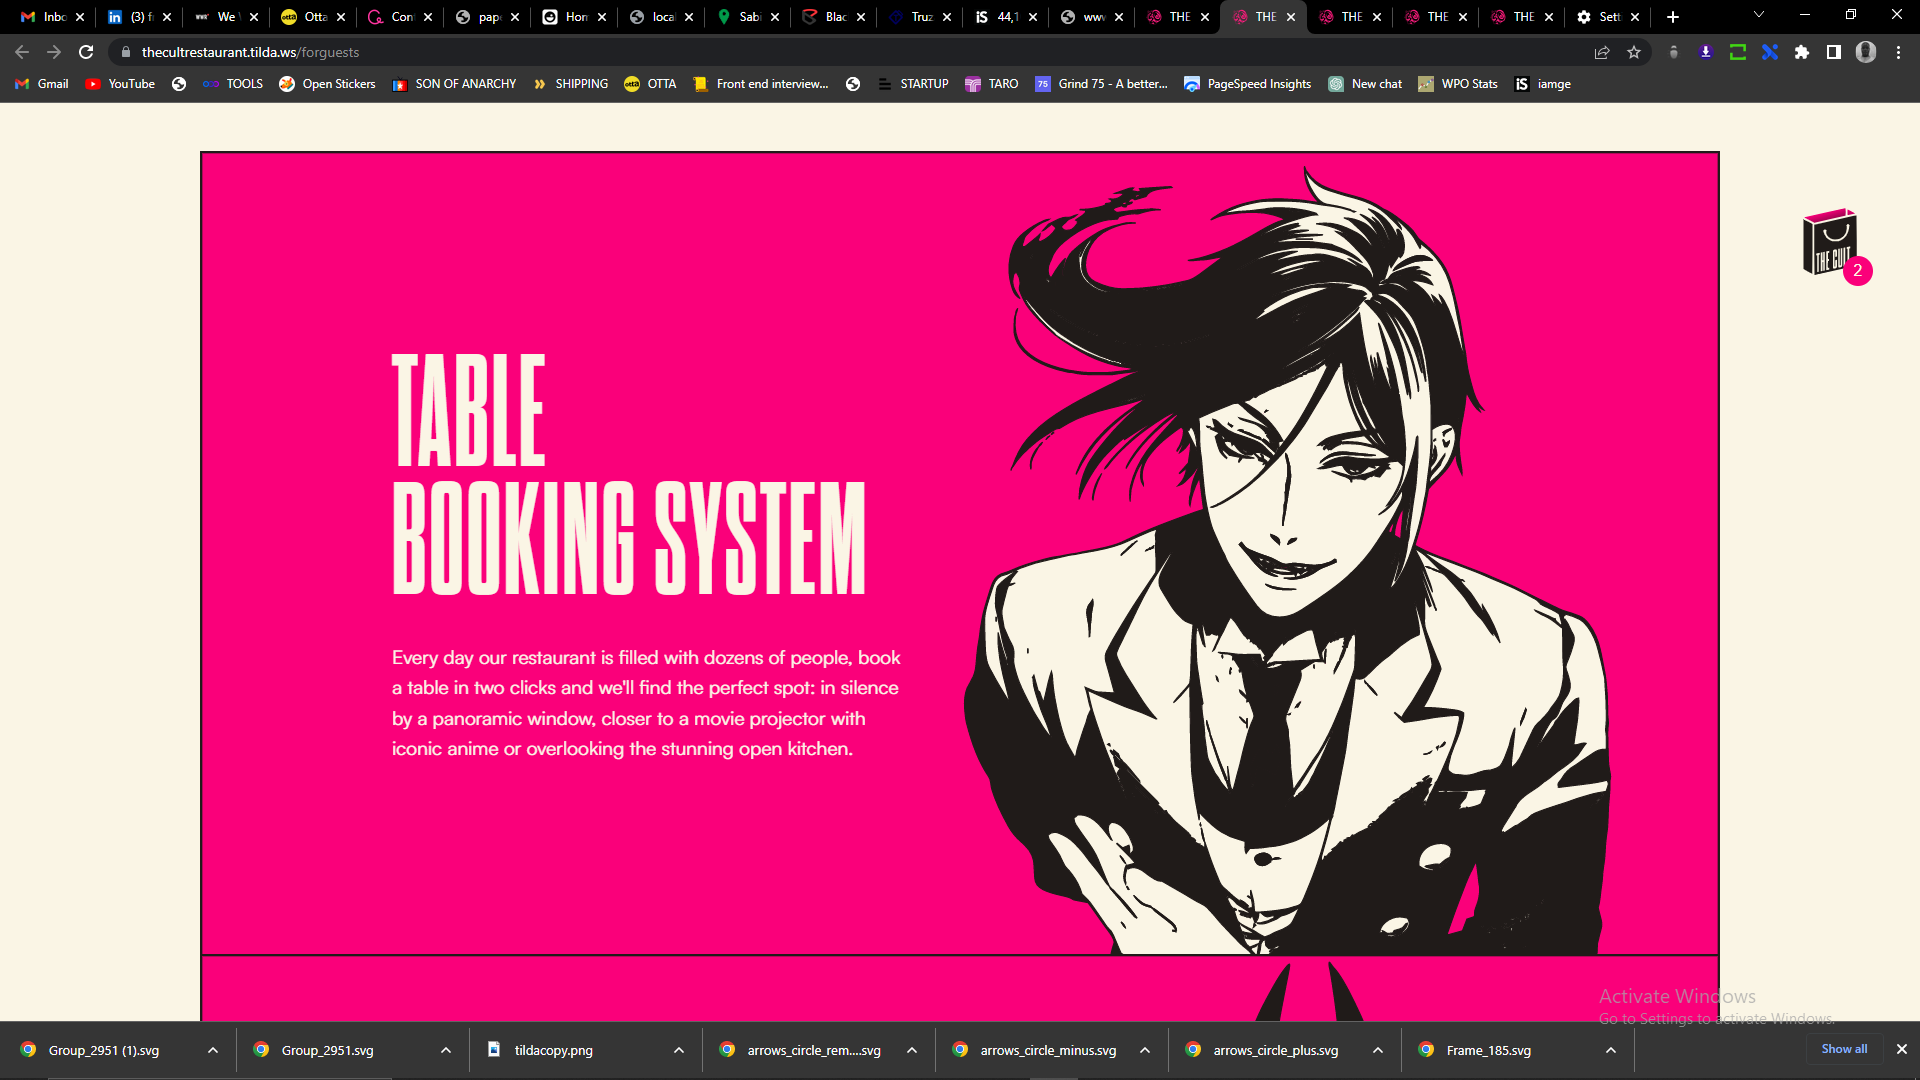 Inbo
(3) f
We
Otta
Con
pap
Hor
loca
Sabi
Blac
Truz
44,1
www
THE
THE
THE
THE
THE
Sett
thecultrestaurant.tilda.ws/forguests
Gmail
YouTube
TOOLS
Open Stickers
SON OF ANARCHY
SHIPPING
OTTA
Front end interview...
STARTUP
TARO
75
Grind 75 - A better...
PageSpeed Insights
New chat
WPO Stats
iS
iamge
THE CULT
2
TABLE
BOOKING SYSTEM
Every day our restaurant is filled with dozens of people, book
a table in two clicks and we'll find the perfect spot: in silence
by a panoramic window, closer to a movie projector with
iconic anime or overlooking the stunning open kitchen.
Activate Windows
Go to Settings to activate Windows.
Group_2951 (1).svg
Group_2951.svg
tildacopy.png
arrows_circle_rem....svg
arrows_circle_minus.svg
arrows_circle_plus.svg
Frame_185.svg
Show all